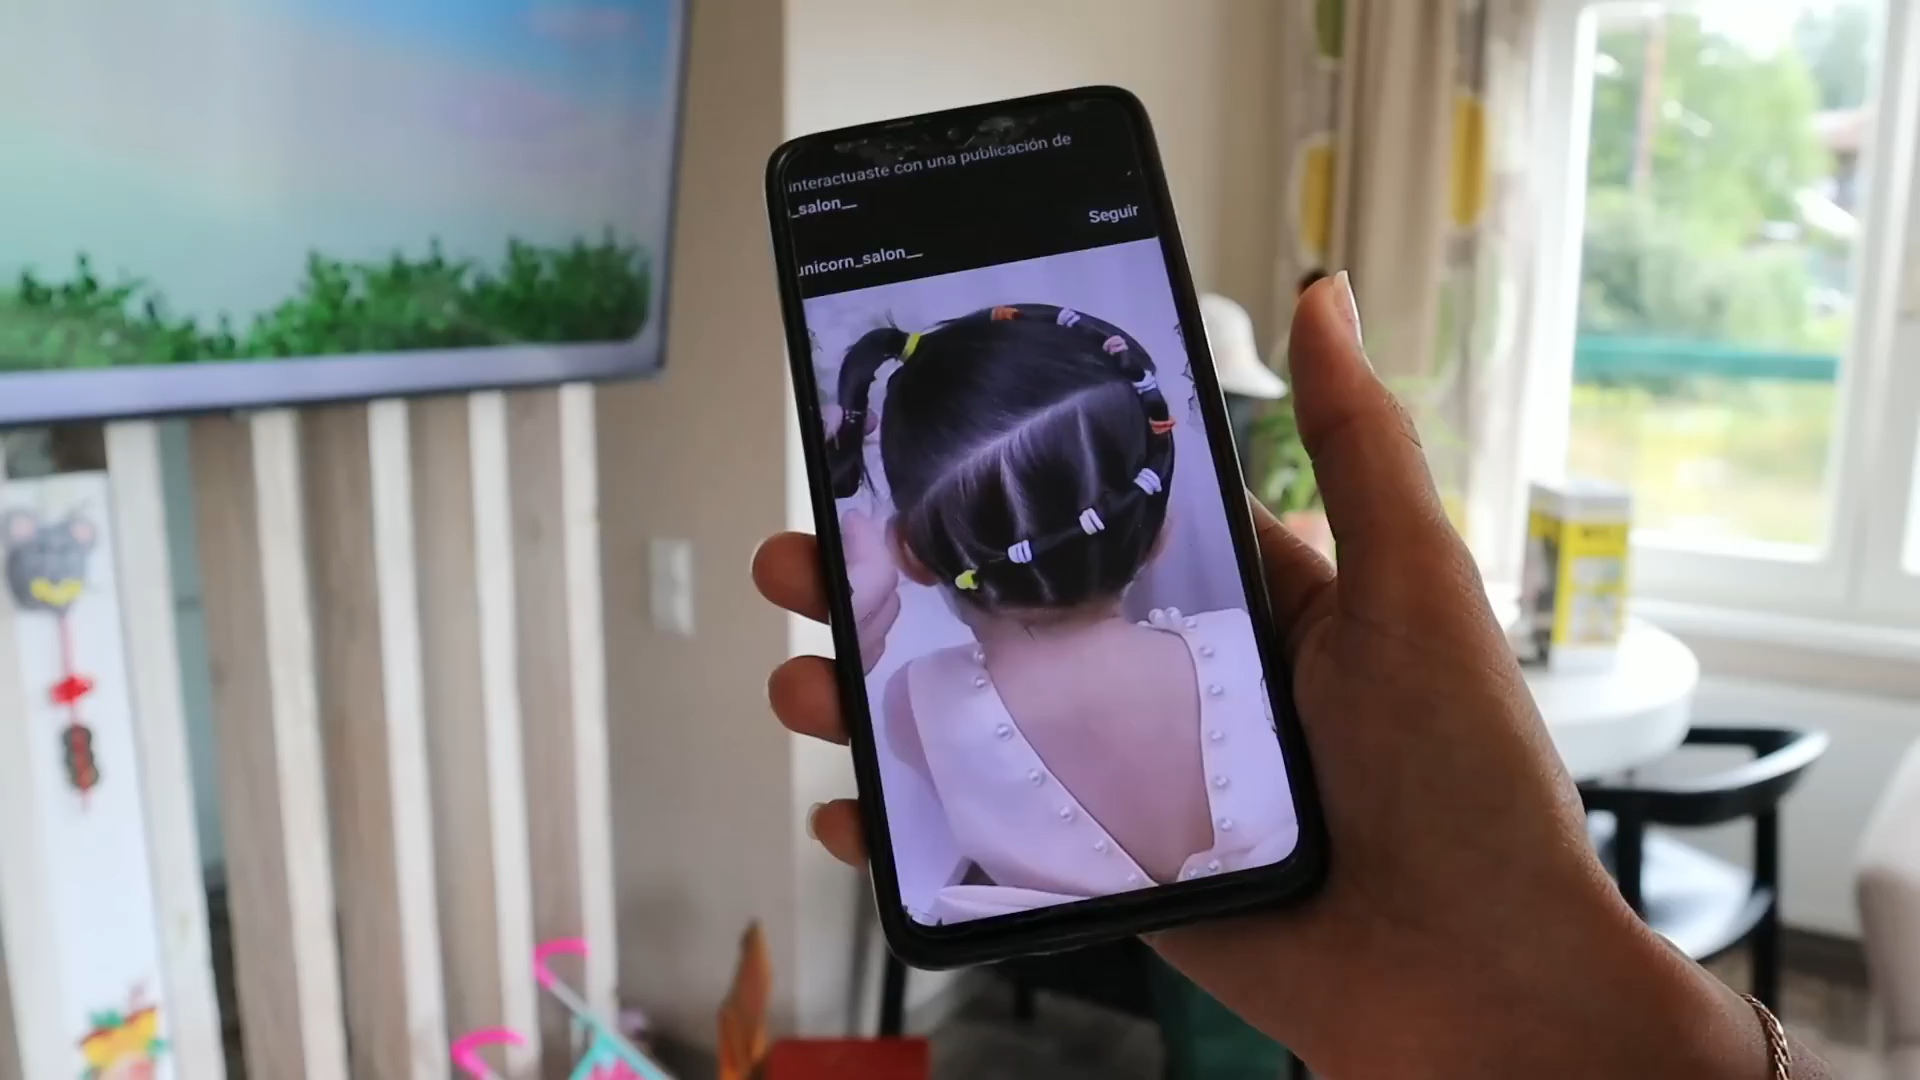 interactuaste con una publicación de
_salon__
Seguir
unicorn_salon__